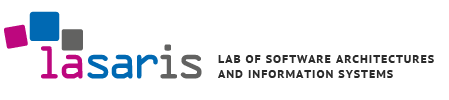 lasaris
LAB OF SOFTWARE ARCHITECTURES
AND INFORMATION SYSTEMS